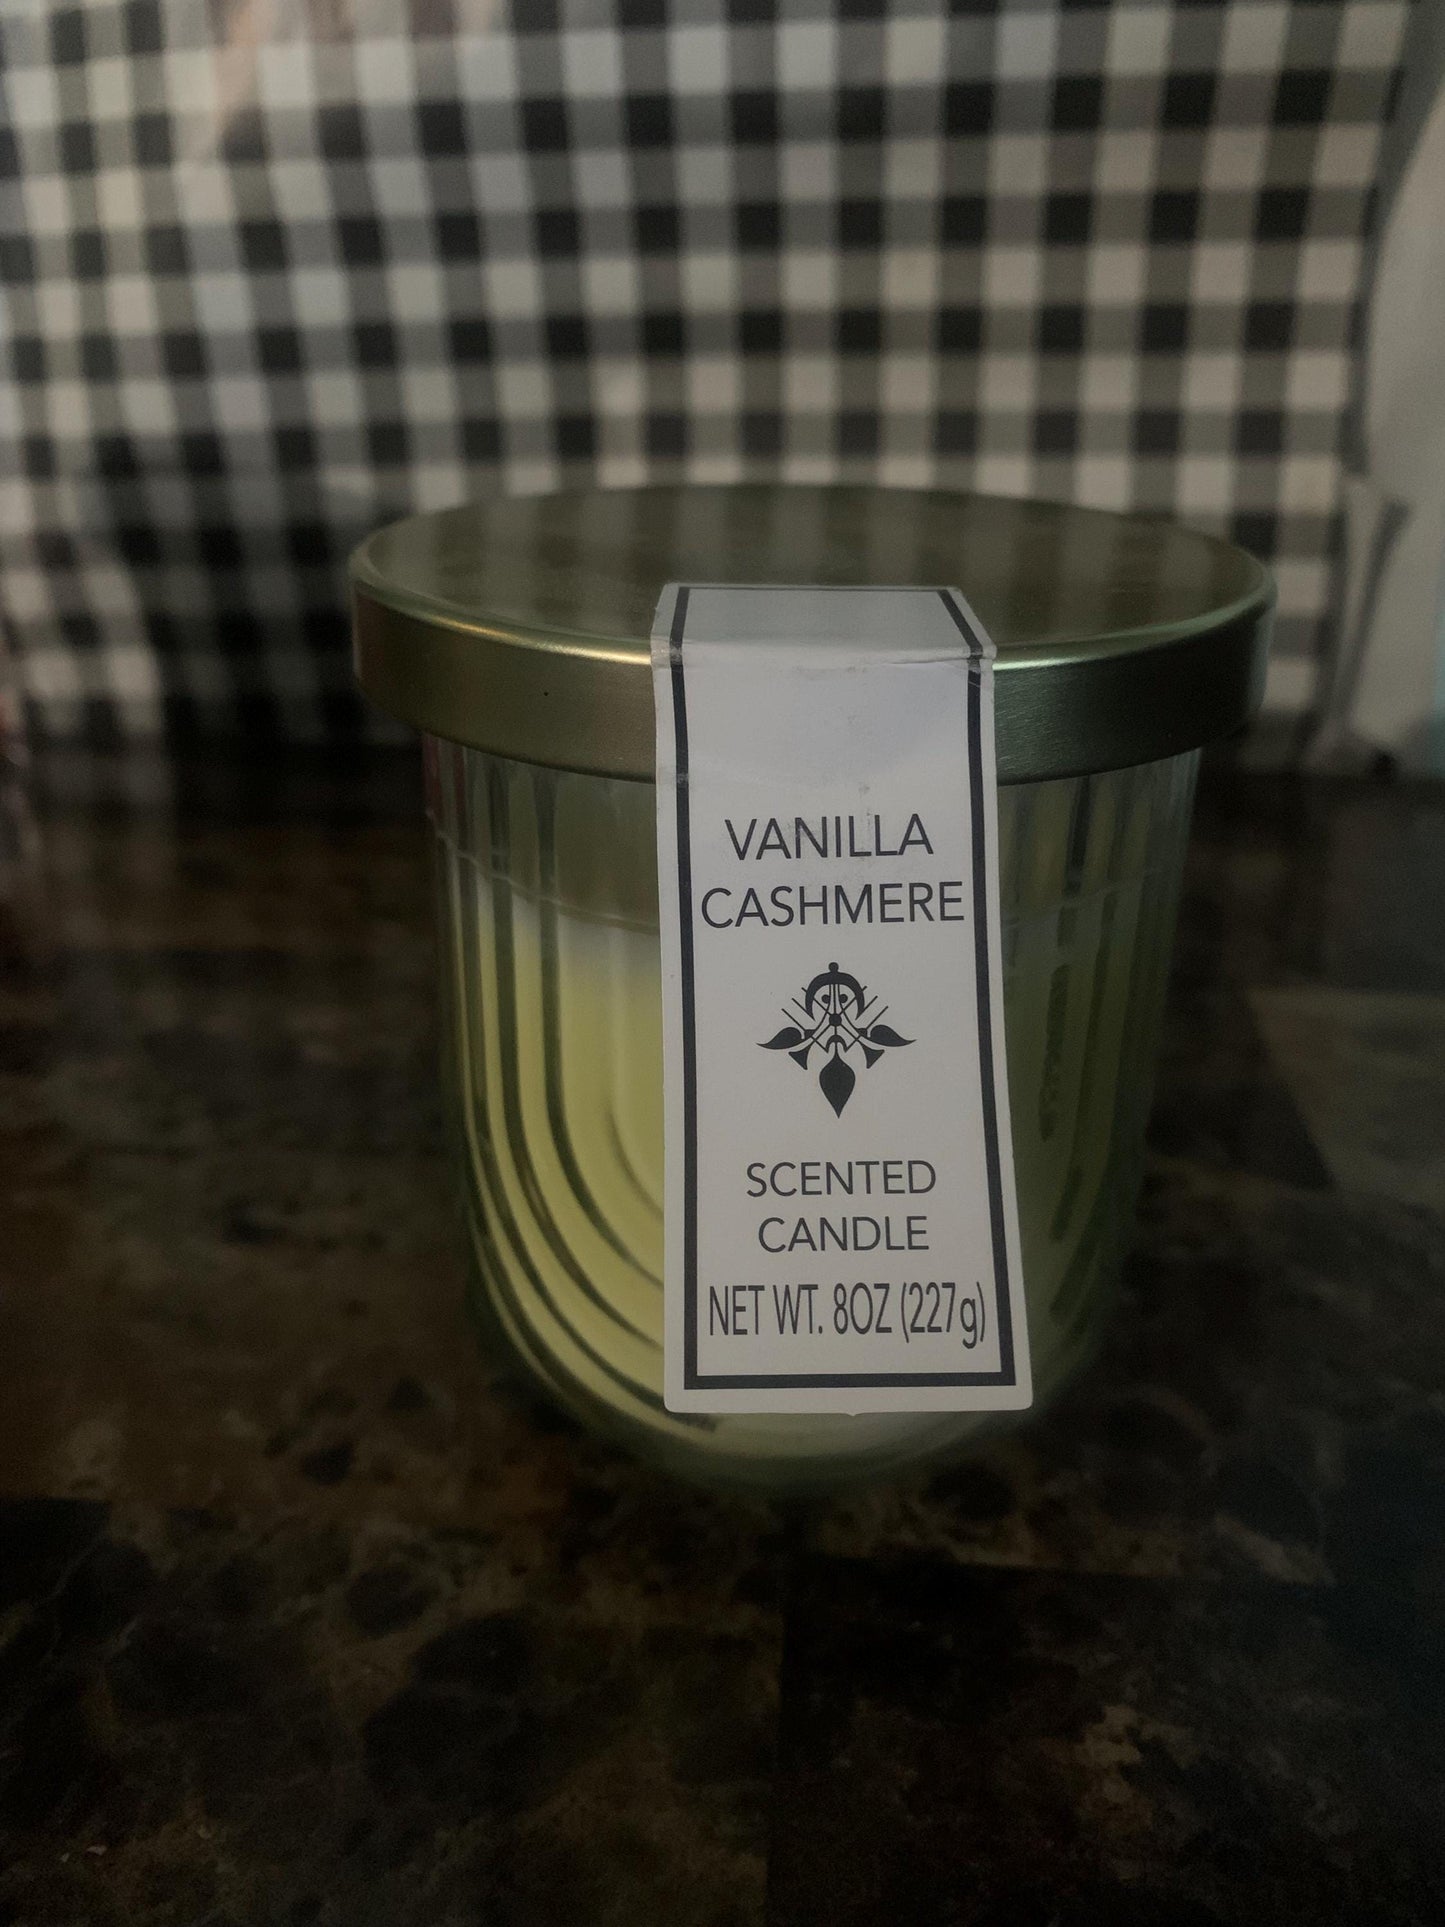 VANILLA
CASHMERE
SCENTED
CANDLE
NET WT. 8OZ (227g)